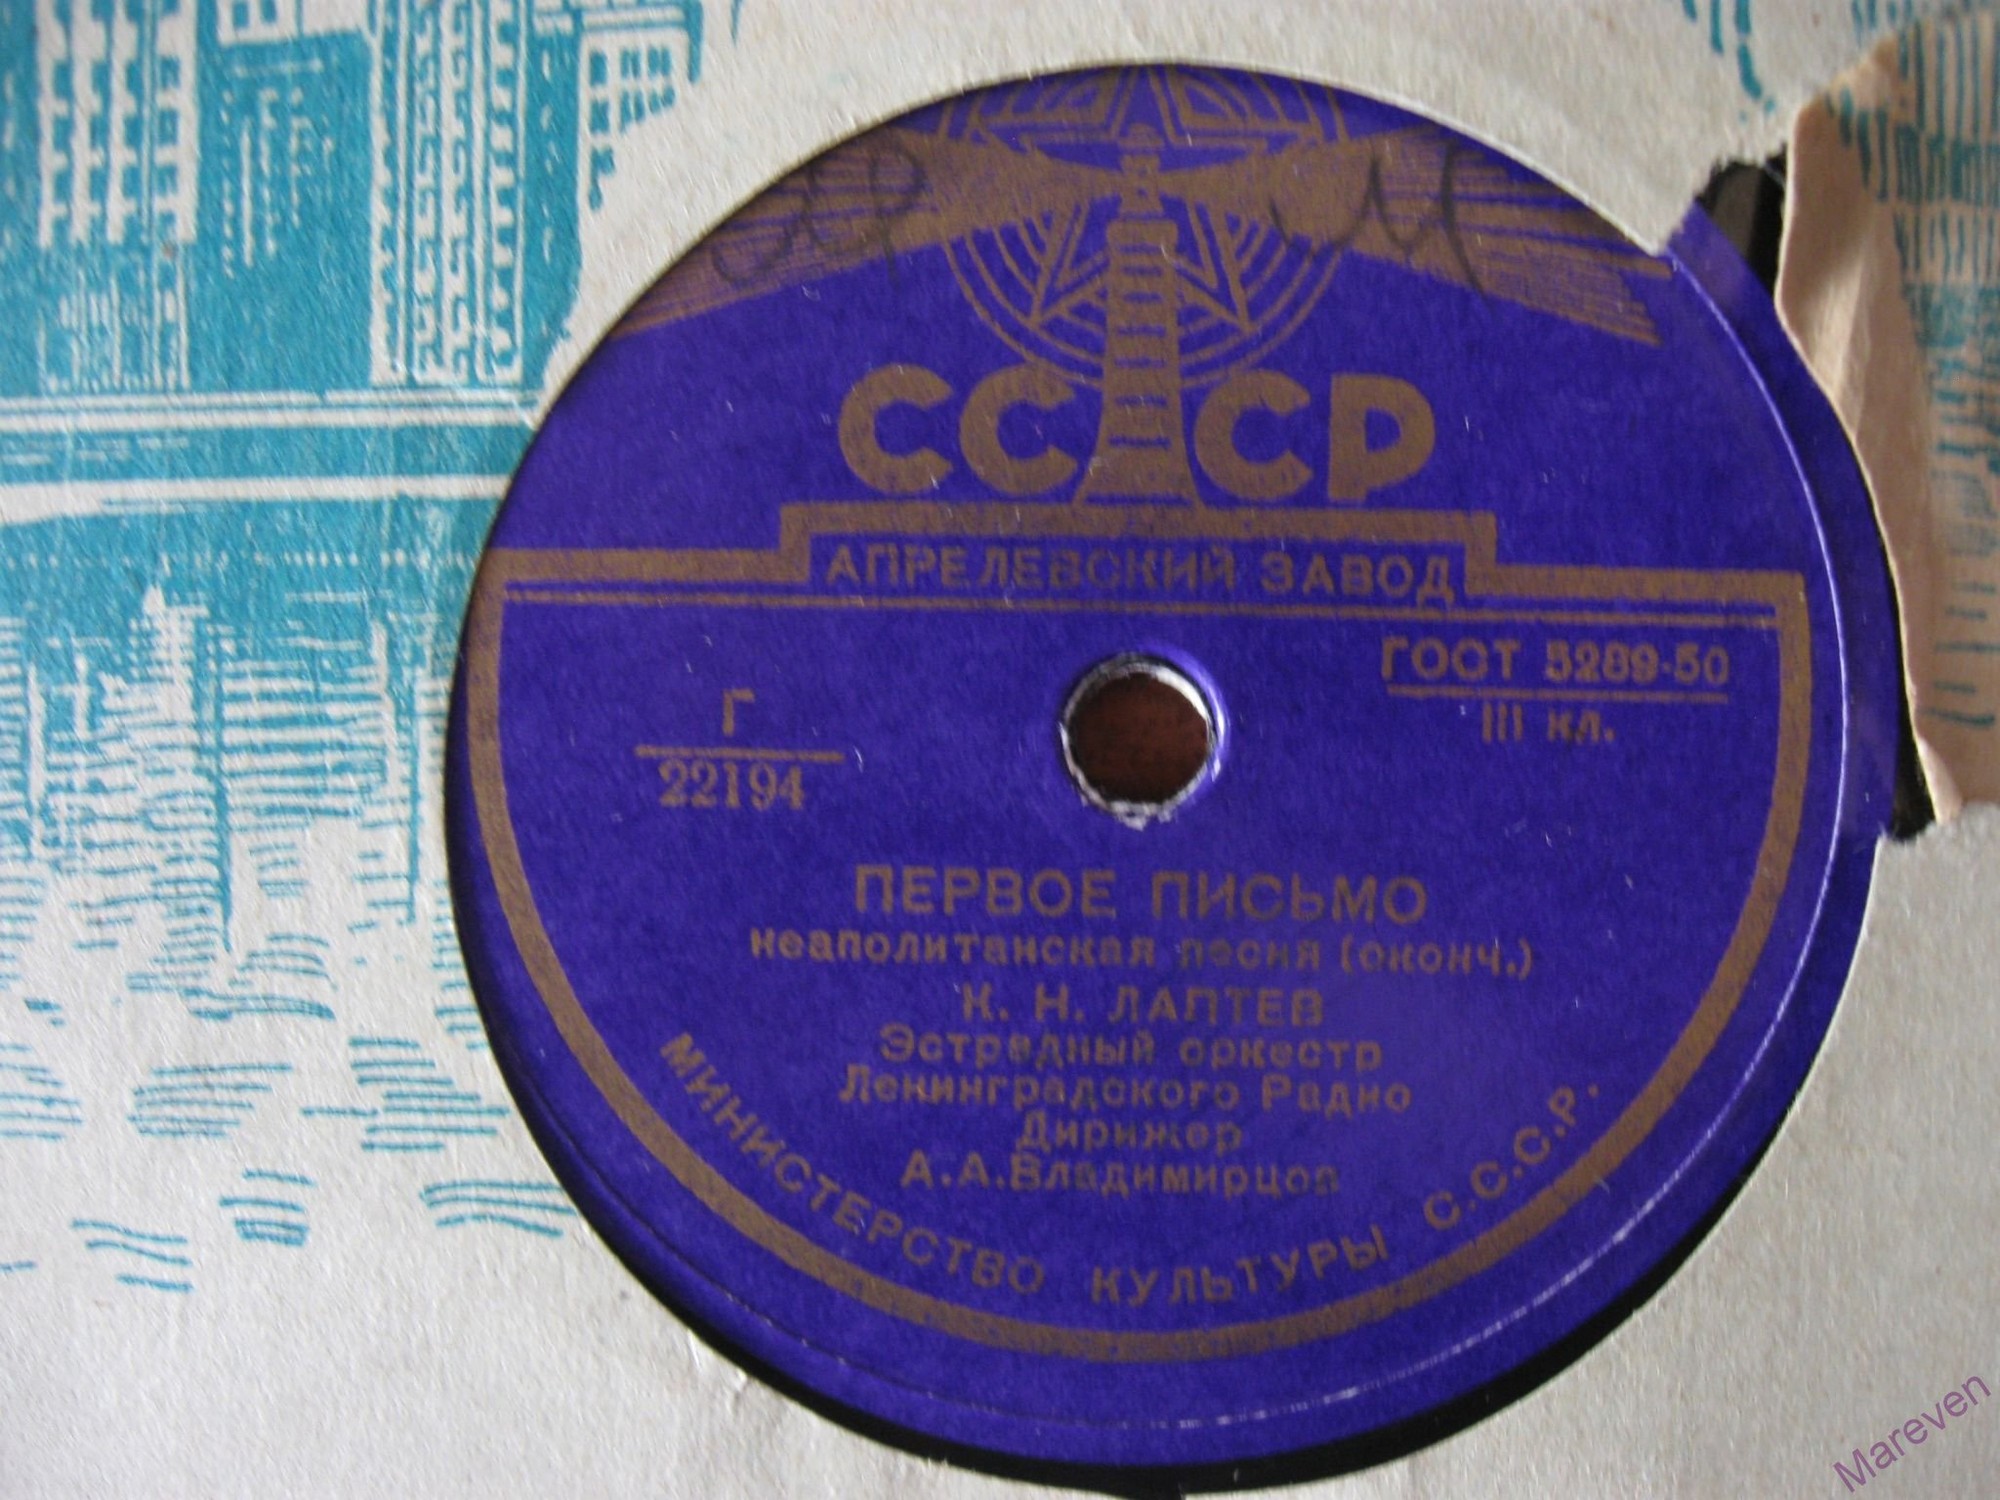 СССР
АПРЕЛЕВСКИЙ ЗАВОД
ГОСТ 5289-50
III кл.
Г
22194
ПЕРВОЕ ПИСЬМО
неаполитанская песня (оконч.)
К. Н. ЛАПТЕВ
Эстрадный оркестр
Ленинградского Радио
Дирижер
А.А.Владимирцов
МИНИСТЕРСТВО КУЛЬТУРЫ С.С.С.Р.
Mareven